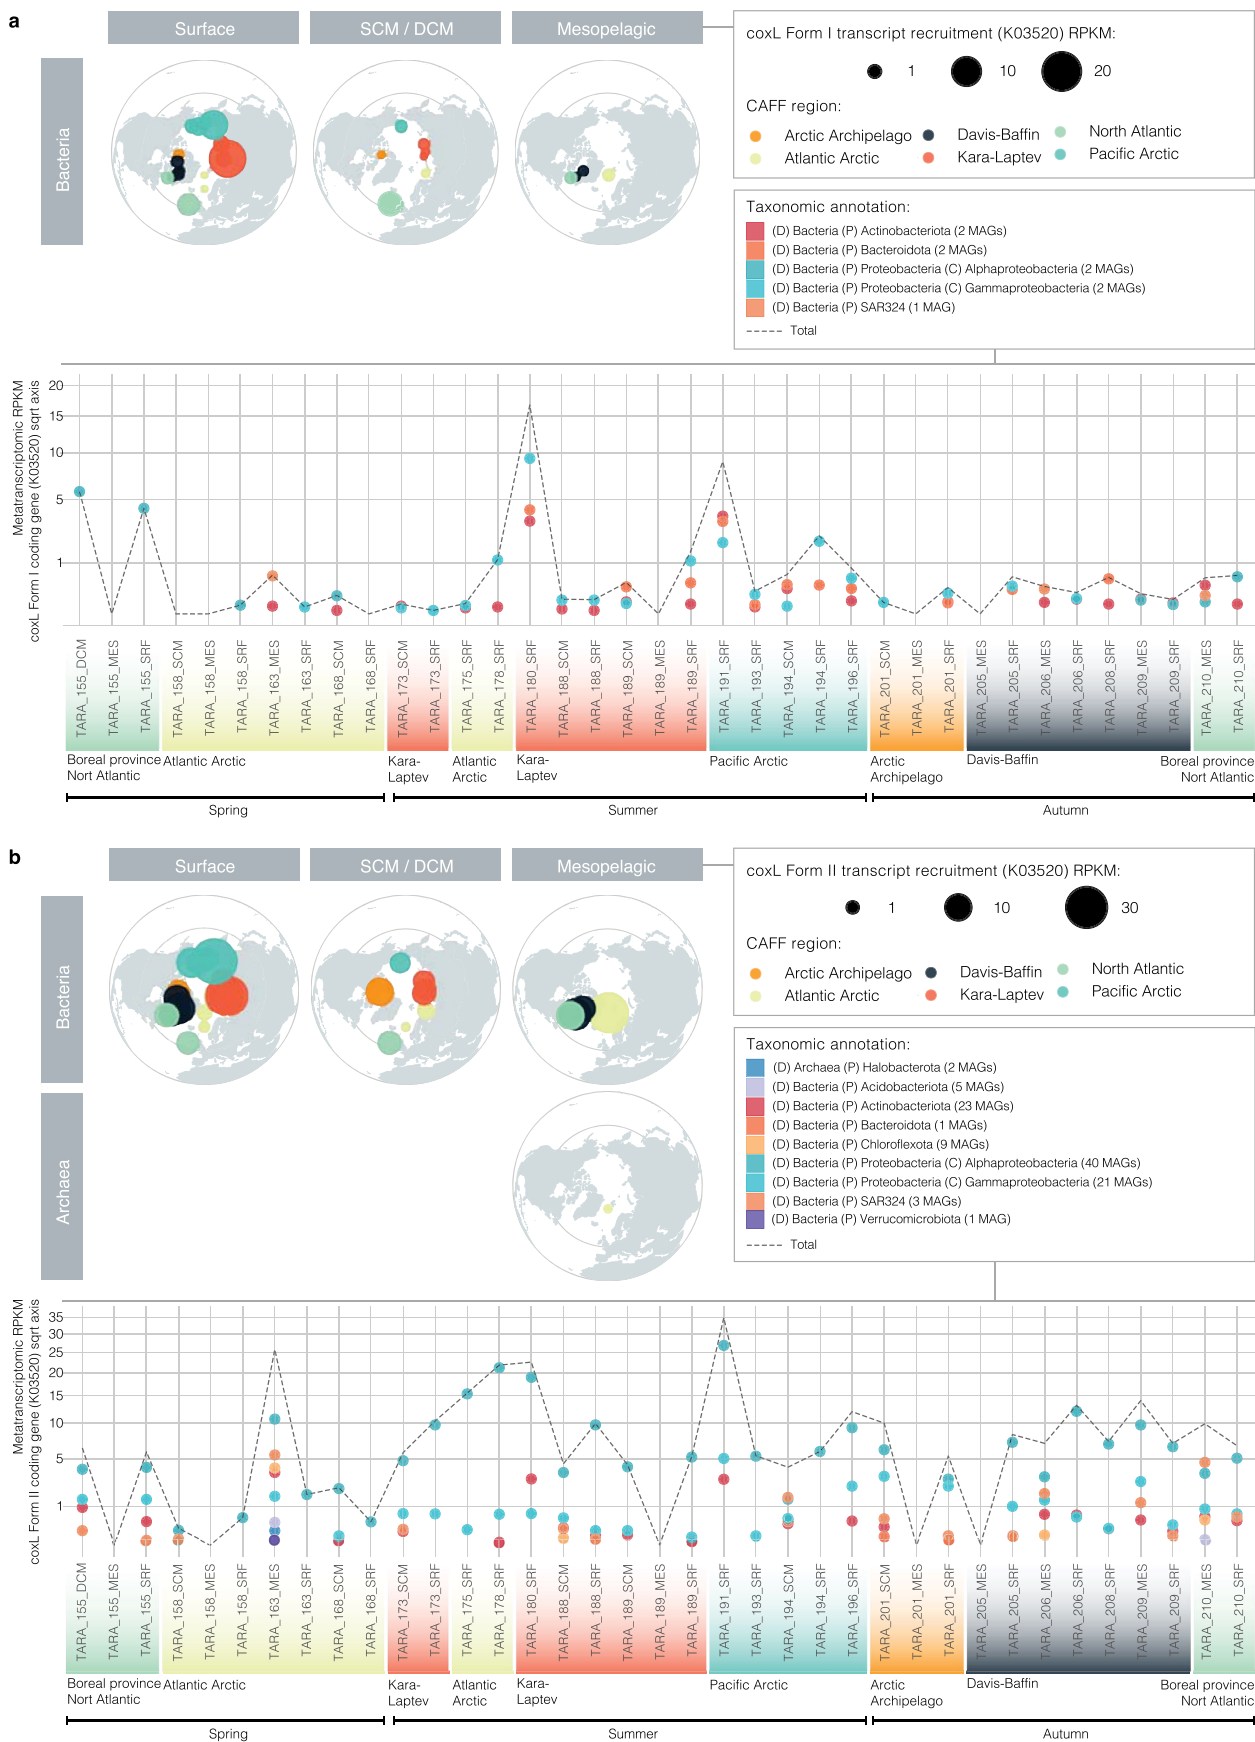 a
Surface
SCM / DCM
Mesopelagic
Bacteria
coxL Form I transcript recruitment (K03520) RPKM:
1
10
20
CAFF region:
Arctic Archipelago
Davis-Baffin
North Atlantic
Atlantic Arctic
Kara-Laptev
Pacific Arctic
Taxonomic annotation:
(D) Bacteria (P) Actinobacteriota (2 MAGs)
(D) Bacteria (P) Bacteroidota (2 MAGs)
(D) Bacteria (P) Proteobacteria (C) Alphaproteobacteria (2 MAGs)
(D) Bacteria (P) Proteobacteria (C) Gammaproteobacteria (2 MAGs)
(D) Bacteria (P) SAR324 (1 MAG)
Total
Metatranscriptomic RPKM
coxL Form I coding gene (K03520) sqrt axis
20
15
10
5
1
TARA_155_DCM
TARA_155_MES
TARA_155_SRF
TARA_158_SCM
TARA_158_MES
TARA_158_SRF
TARA_163_MES
TARA_163_SRF
TARA_168_SCM
TARA_168_SRF
TARA_173_SCM
TARA_173_SRF
TARA_175_SRF
TARA_178_SRF
TARA_180_SRF
TARA_188_SCM
TARA_188_SRF
TARA_189_SCM
TARA_189_MES
TARA_189_SRF
TARA_191_SRF
TARA_193_SRF
TARA_194_SCM
TARA_194_SRF
TARA_196_SRF
TARA_201_SCM
TARA_201_MES
TARA_201_SRF
TARA_205_MES
TARA_205_SRF
TARA_206_MES
TARA_206_SRF
TARA_208_SRF
TARA_209_MES
TARA_209_SRF
TARA_210_MES
TARA_210_SRF
Boreal province
Nort Atlantic
Atlantic Arctic
Kara-
Laptev
Atlantic
Arctic
Kara-
Laptev
Pacific Arctic
Arctic
Archipelago
Davis-Baffin
Boreal province
Nort Atlantic
Spring
Summer
Autumn
b
Surface
SCM / DCM
Mesopelagic
Bacteria
Archaea
coxL Form II transcript recruitment (K03520) RPKM:
1
10
30
CAFF region:
Arctic Archipelago
Davis-Baffin
North Atlantic
Atlantic Arctic
Kara-Laptev
Pacific Arctic
Taxonomic annotation:
(D) Archaea (P) Halobacterota (2 MAGs)
(D) Bacteria (P) Acidobacteriota (5 MAGs)
(D) Bacteria (P) Actinobacteriota (23 MAGs)
(D) Bacteria (P) Bacteroidota (1 MAGs)
(D) Bacteria (P) Chloroflexota (9 MAGs)
(D) Bacteria (P) Proteobacteria (C) Alphaproteobacteria (40 MAGs)
(D) Bacteria (P) Proteobacteria (C) Gammaproteobacteria (21 MAGs)
(D) Bacteria (P) SAR324 (3 MAGs)
(D) Bacteria (P) Verrucomicrobiota (1 MAG)
Total
Metatranscriptomic RPKM
coxL Form II coding gene (K03520) sqrt axis
35
30
25
20
15
10
5
1
TARA_155_DCM
TARA_155_MES
TARA_155_SRF
TARA_158_SCM
TARA_158_MES
TARA_158_SRF
TARA_163_MES
TARA_163_SRF
TARA_168_SCM
TARA_168_SRF
TARA_173_SCM
TARA_173_SRF
TARA_175_SRF
TARA_178_SRF
TARA_180_SRF
TARA_188_SCM
TARA_188_SRF
TARA_189_SCM
TARA_189_MES
TARA_189_SRF
TARA_191_SRF
TARA_193_SRF
TARA_194_SCM
TARA_194_SRF
TARA_196_SRF
TARA_201_SCM
TARA_201_MES
TARA_201_SRF
TARA_205_MES
TARA_205_SRF
TARA_206_MES
TARA_206_SRF
TARA_208_SRF
TARA_209_MES
TARA_209_SRF
TARA_210_MES
TARA_210_SRF
Boreal province
Nort Atlantic
Atlantic Arctic
Kara-
Laptev
Atlantic
Arctic
Kara-
Laptev
Pacific Arctic
Arctic
Archipelago
Davis-Baffin
Boreal province
Nort Atlantic
Spring
Summer
Autumn